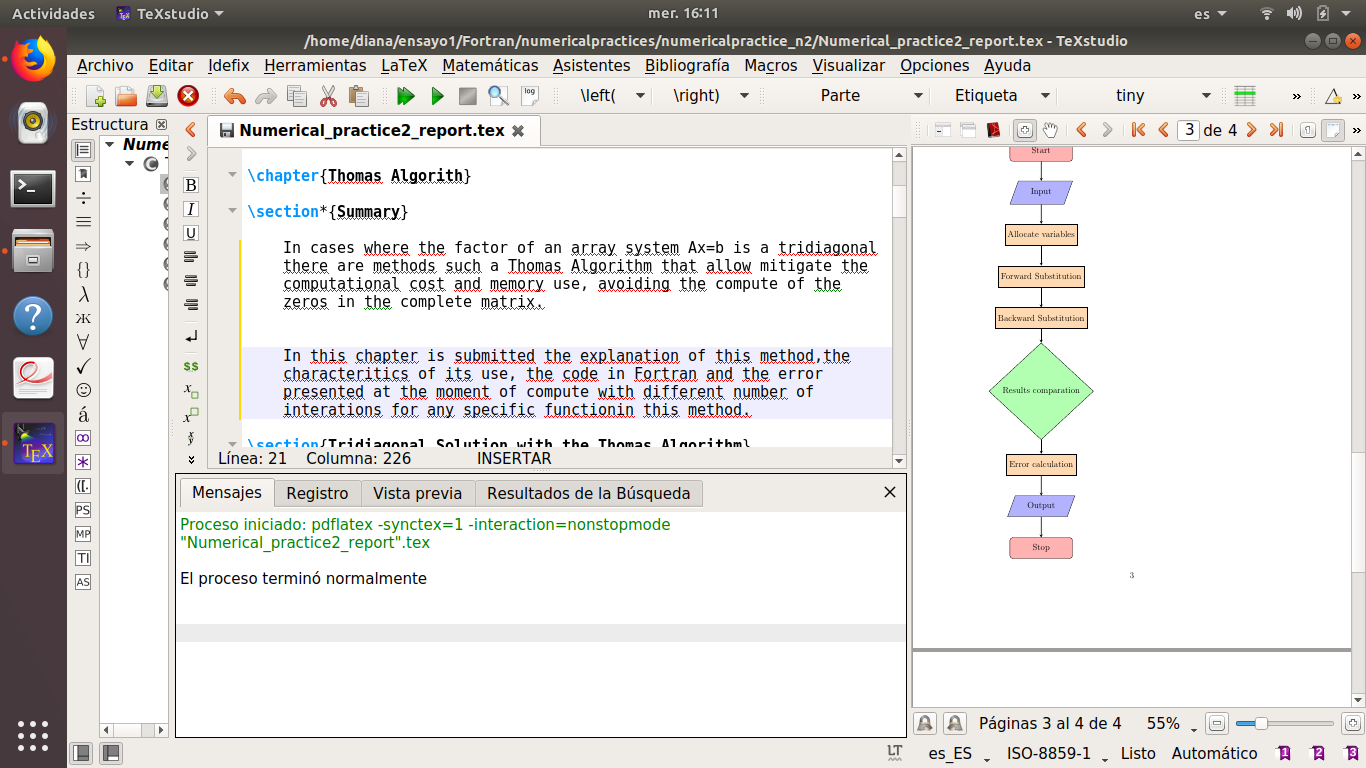 Actividades
TeXstudio
mer. 16:11
es
/home/diana/ensayo1/Fortran/numericalpractices/numericalpractice_n2/Numerical_practice2_report.tex - TeXstudio
Archivo Editar Idefix Herramientas LaTeX Matemáticas Asistentes Bibliografía Macros Visualizar Opciones Ayuda
log \left( \right) Parte Etiqueta tiny
Estructura
Numerical_practice2_report.tex
3 de 4
Nume
\chapter{Thomas Algorith}
\section*{Summary}
In cases where the factor of an array system Ax=b is a tridiagonal
there are methods such a Thomas Algorithm that allow mitigate the
computational cost and memory use, avoiding the compute of the
zeros in the complete matrix.
In this chapter is submitted the explanation of this method,the
characteritics of its use, the code in Fortran and the error
presented at the moment of compute with different number of
interations for any specific functionin this method.
\section{Tridiagonal Solution with the Thomas Algorithm}
Línea: 21 Columna: 226 INSERTAR
Mensajes Registro Vista previa Resultados de la Búsqueda
Proceso iniciado: pdflatex -synctex=1 -interaction=nonstopmode
"Numerical_practice2_report".tex
El proceso terminó normalmente
Start
Input
Allocate variables
Forward Substitution
Backward Substitution
Results comparation
Error calculation
Output
Stop
3
Páginas 3 al 4 de 4 55%
B
I
U
$$
PS
MP
TI
AS
LT es_ES ISO-8859-1 Listo Automático 1 2 3